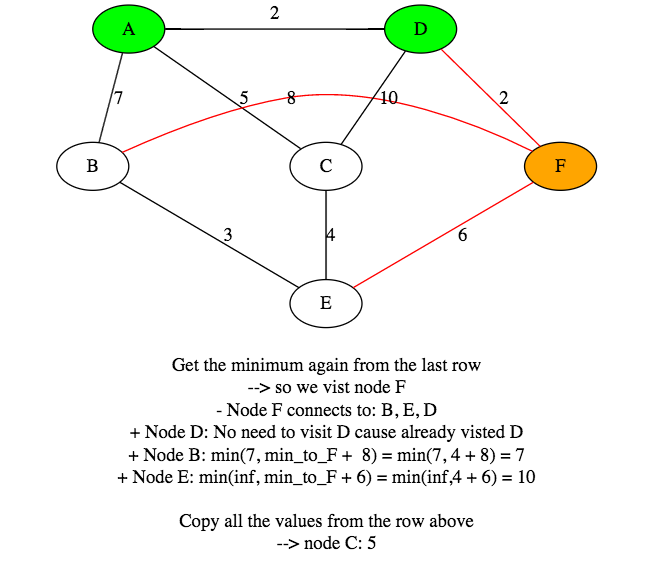 2
A
D
7
5
8
10
2
B
C
F
3
4
6
E
Get the minimum again from the last row
--> so we vist node F
- Node F connects to: B, E, D
+ Node D: No need to visit D cause already visted D
+ Node B: min(7, min_to_F + 8) = min(7, 4 + 8) = 7
+ Node E: min(inf, min_to_F + 6) = min(inf,4 + 6) = 10
Copy all the values from the row above
--> node C: 5